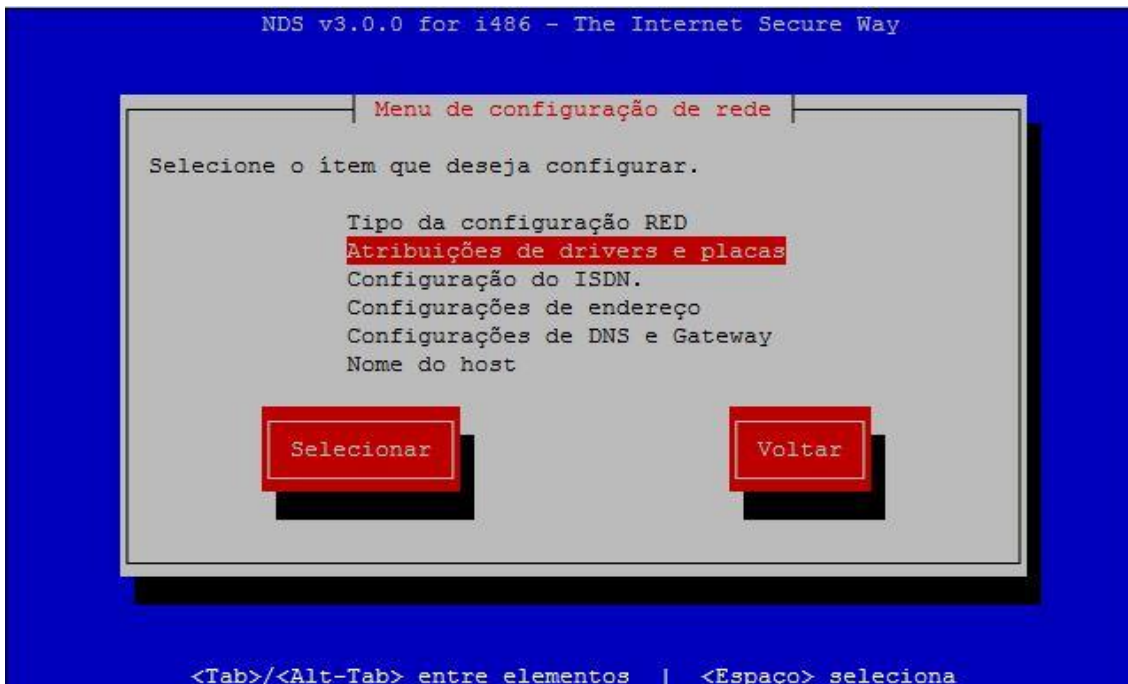 NDS v3.0.0 for i486 - The Internet Secure Way
Menu de configuração de rede
Selecione o ítem que deseja configurar.
Tipo da configuração RED
Atribuições de drivers e placas
Configuração do ISDN.
Configurações de endereço
Configurações de DNS e Gateway
Nome do host
Selecionar Voltar
<Tab>/<Alt-Tab> entre elementos | <Espaço> seleciona